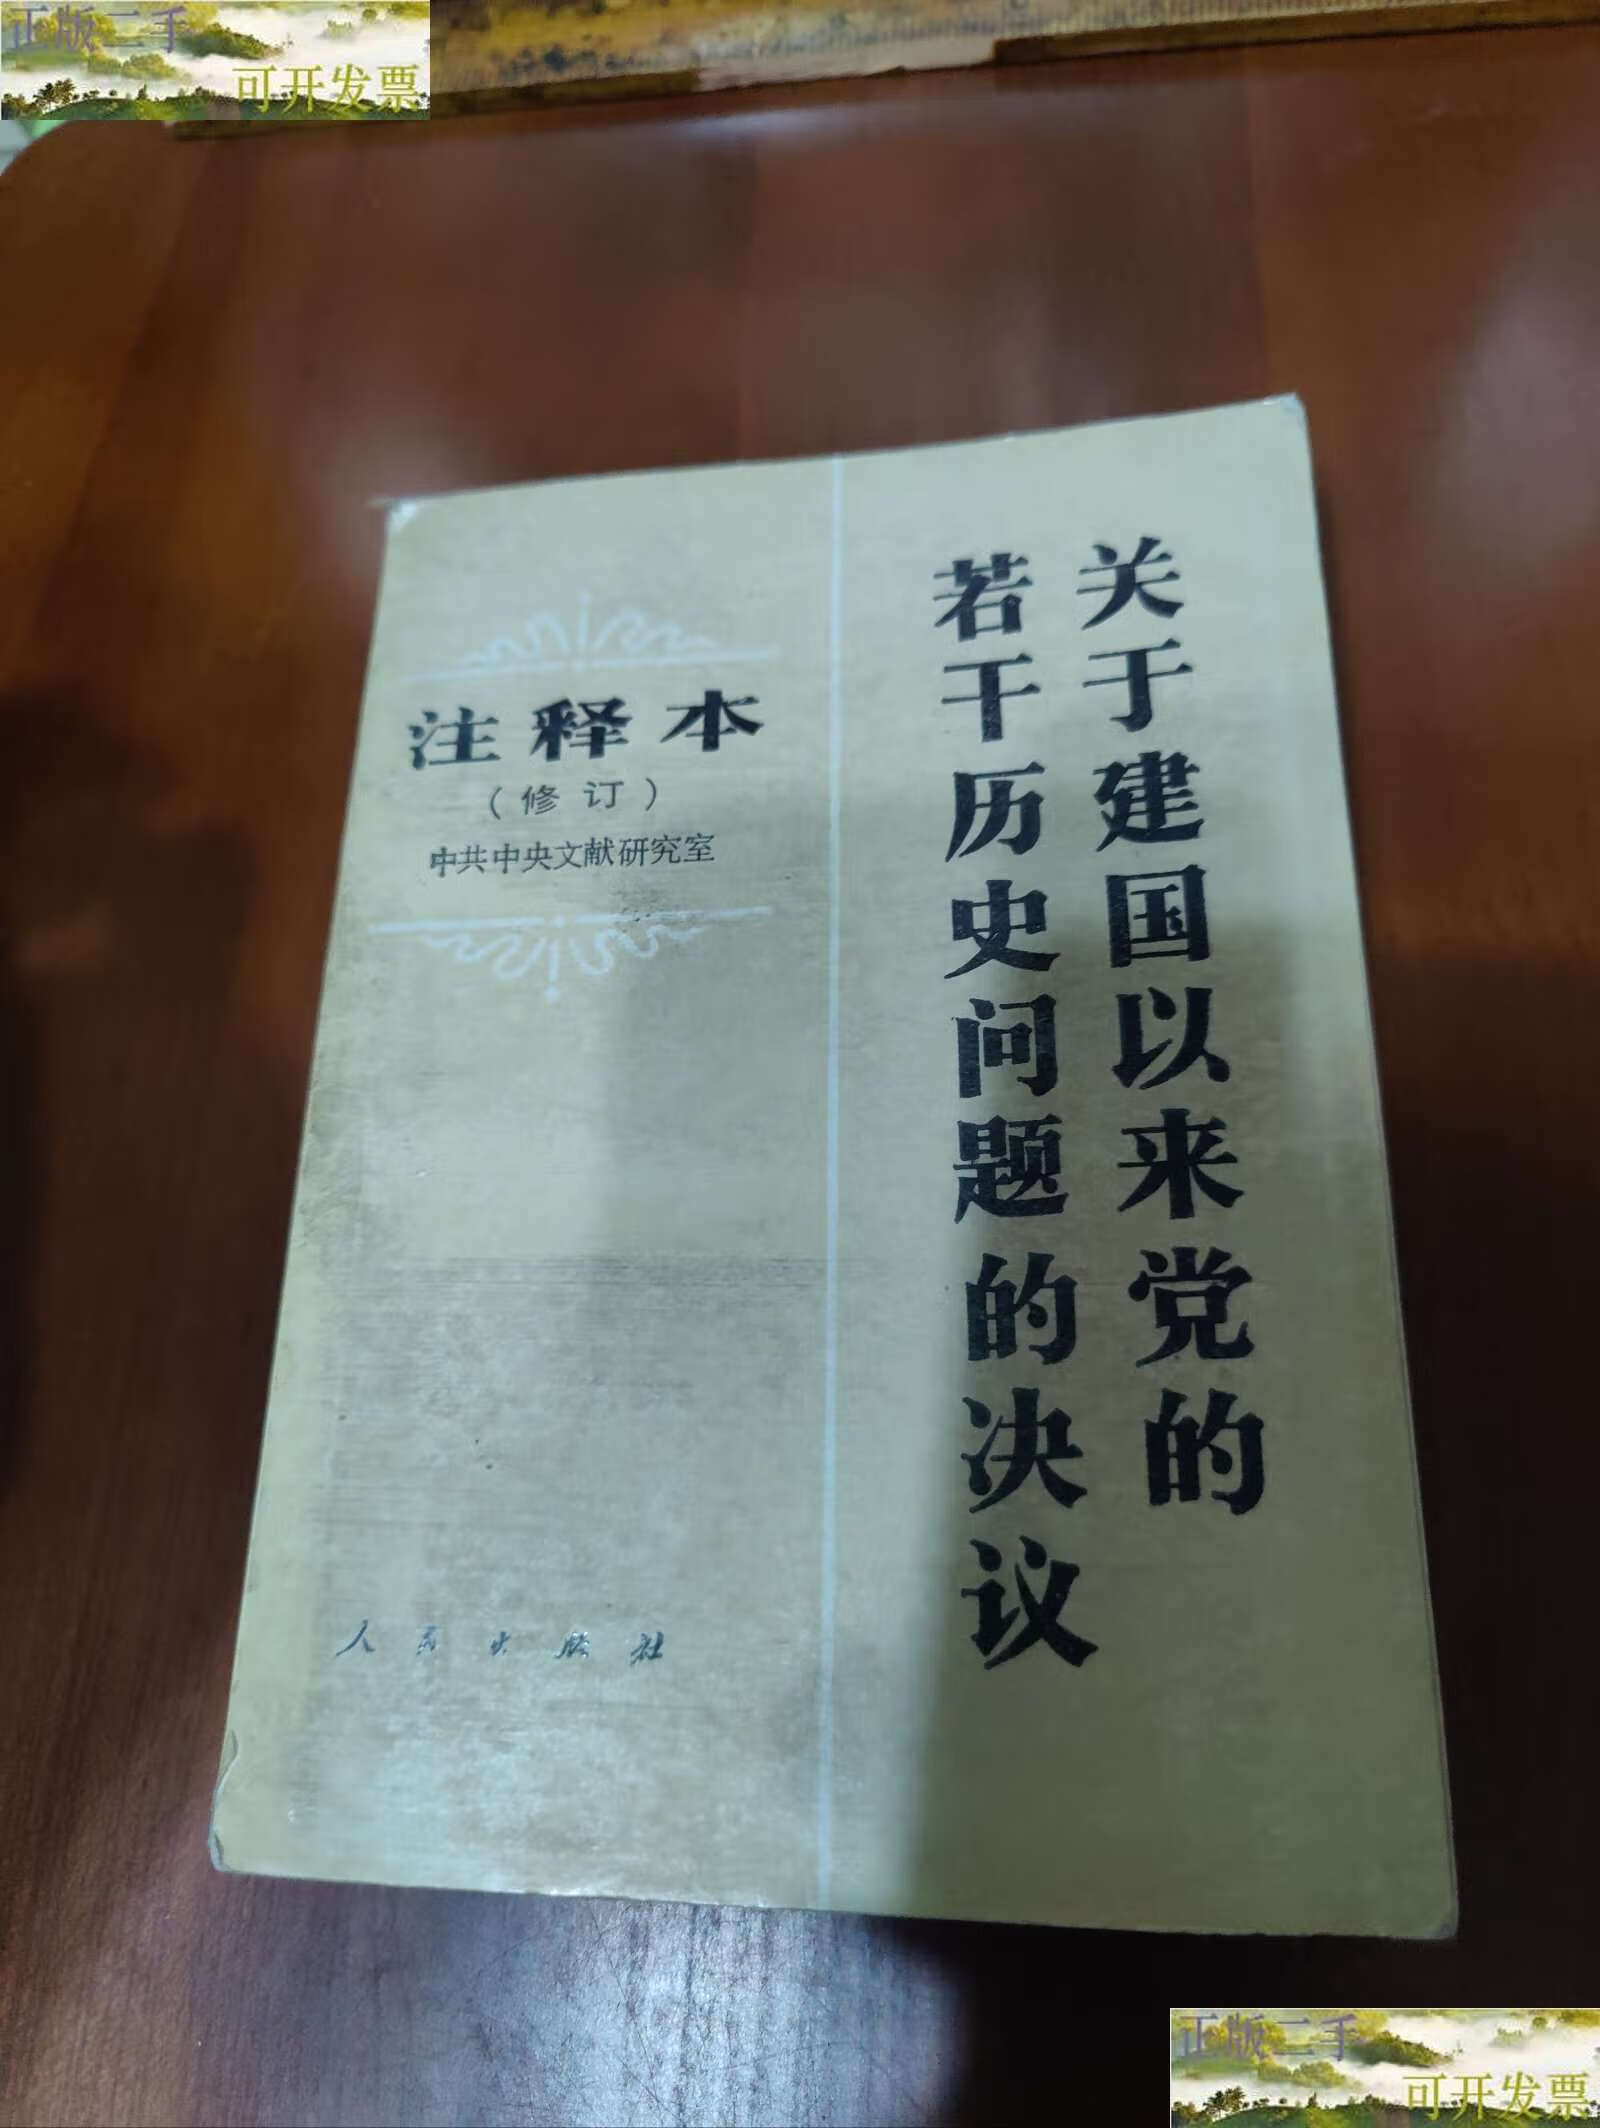 正版二手
可开发票
关于建国以来党的
若干历史问题的决议
注释本
（修订）
中共中央文献研究室
人民出版社
正版二手
可开发票